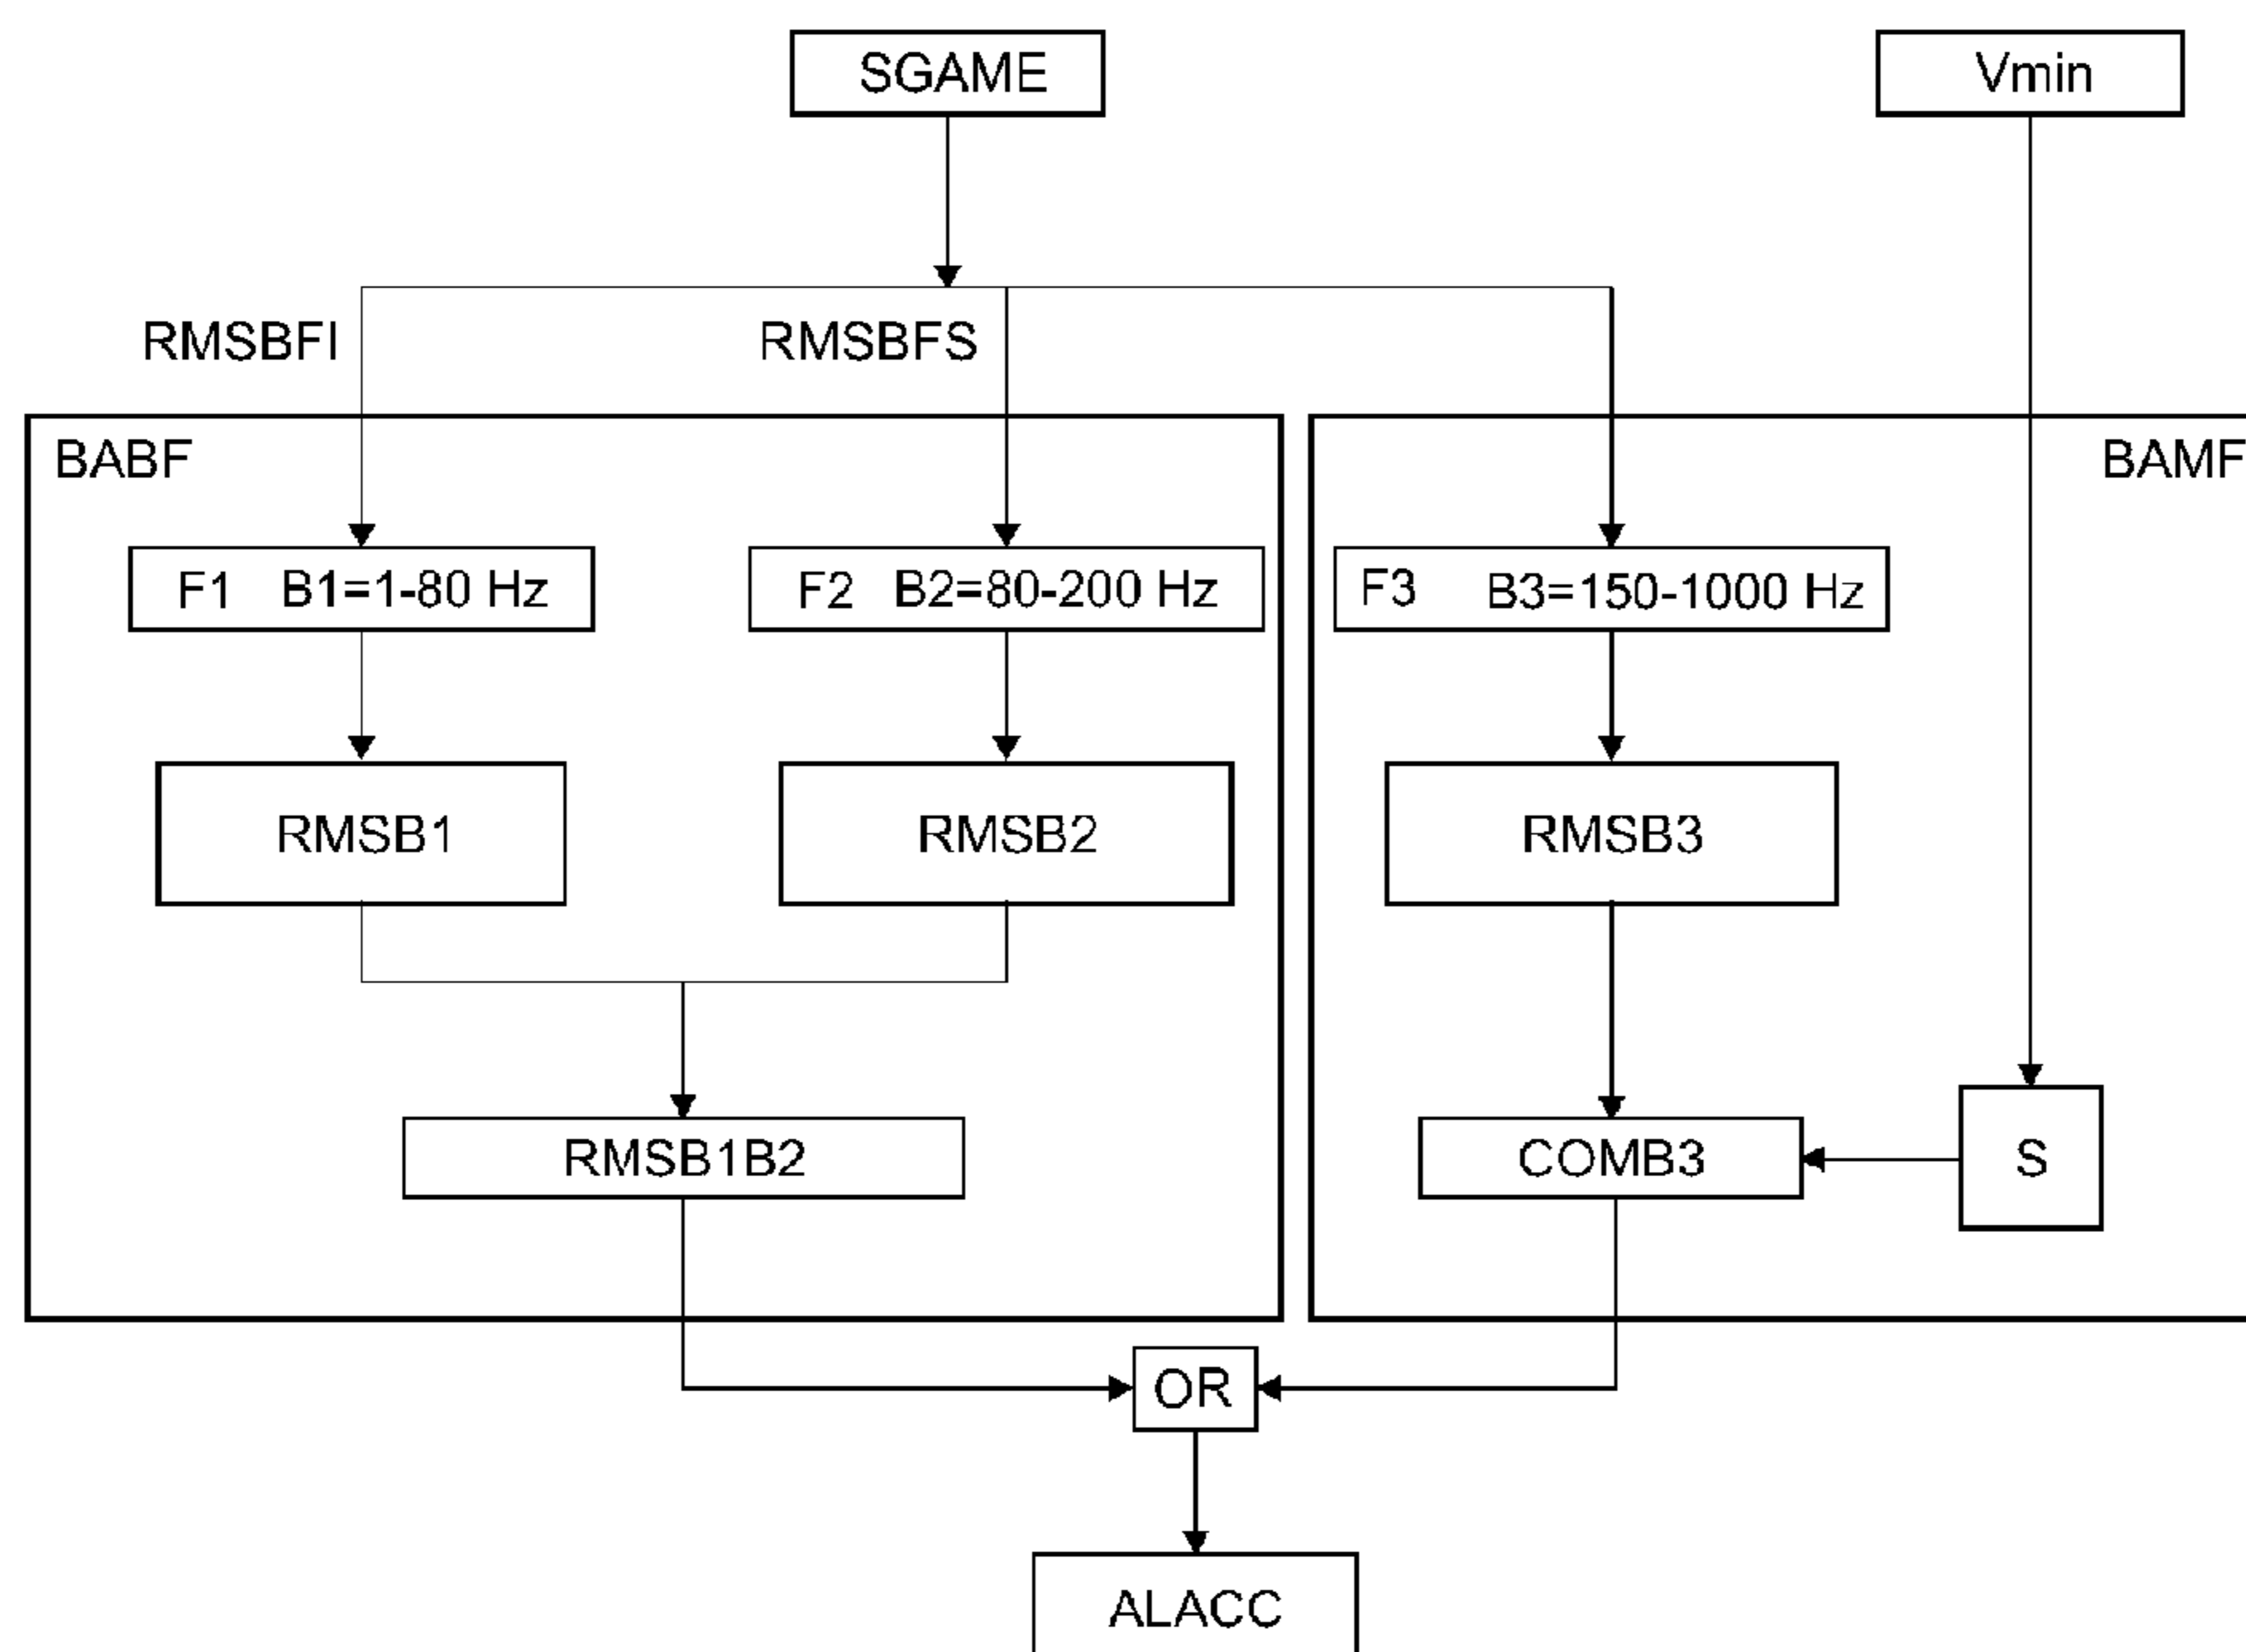 SGAME
Vmin
RMSBFI
RMSBFS
BABF
BAMF
F1 B1=1-80 Hz
F2 B2=80-200 Hz
F3 B3=150-1000 Hz
RMSB1
RMSB2
RMSB3
RMSB1B2
COMB3
S
OR
ALACC